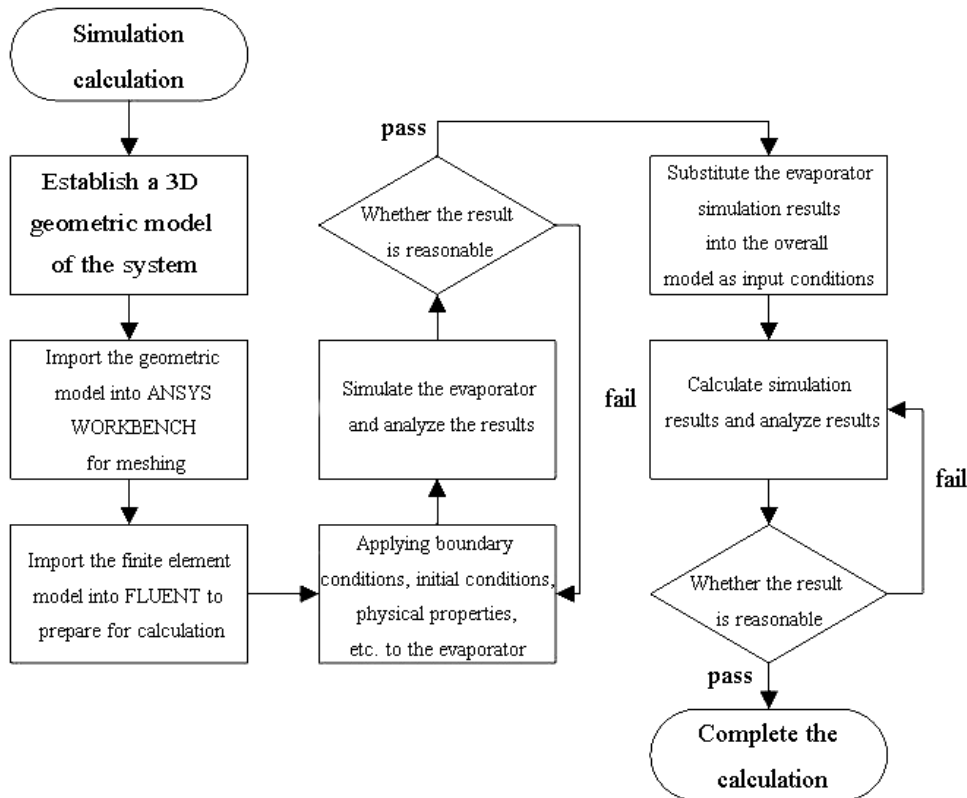 Simulation
calculation
Establish a 3D
geometric model
of the system
Import the geometric
model into ANSYS
WORKBENCH
for meshing
Import the finite element
model into FLUENT to
prepare for calculation
Applying boundary
conditions, initial conditions,
physical properties,
etc. to the evaporator
Simulate the evaporator
and analyze the results
Whether the result
is reasonable
pass
fail
Substitute the evaporator
simulation results
into the overall
model as input conditions
Calculate simulation
results and analyze results
Whether the result
is reasonable
fail
pass
Complete the
calculation